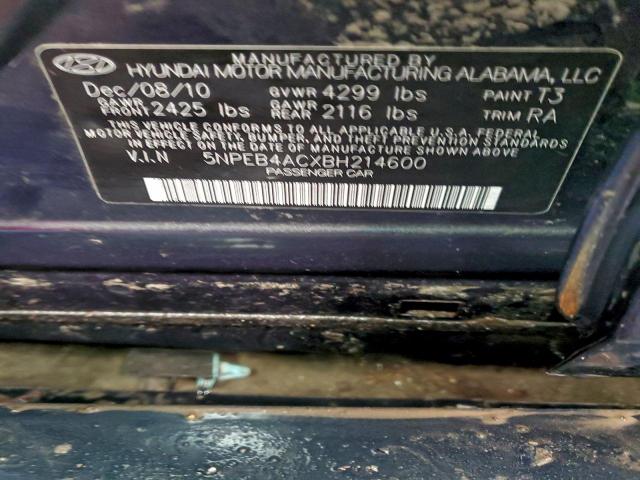 MANUFACTURED BY
HYUNDAI MOTOR MANUFACTURING ALABAMA, LLC
Dec/08/10 GVWR 4299 lbs PAINT T3
GAWR FRONT 2425 lbs GAWR REAR 2116 lbs TRIM RA
THIS VEHICLE CONFORMS TO ALL APPLICABLE U.S.A. FEDERAL
MOTOR VEHICLE SAFETY, BUMPER, AND THEFT PREVENTION STANDARDS
IN EFFECT ON THE DATE OF MANUFACTURE SHOWN ABOVE.
V.I.N 5NPEB4ACXBH214600
PASSENGER CAR